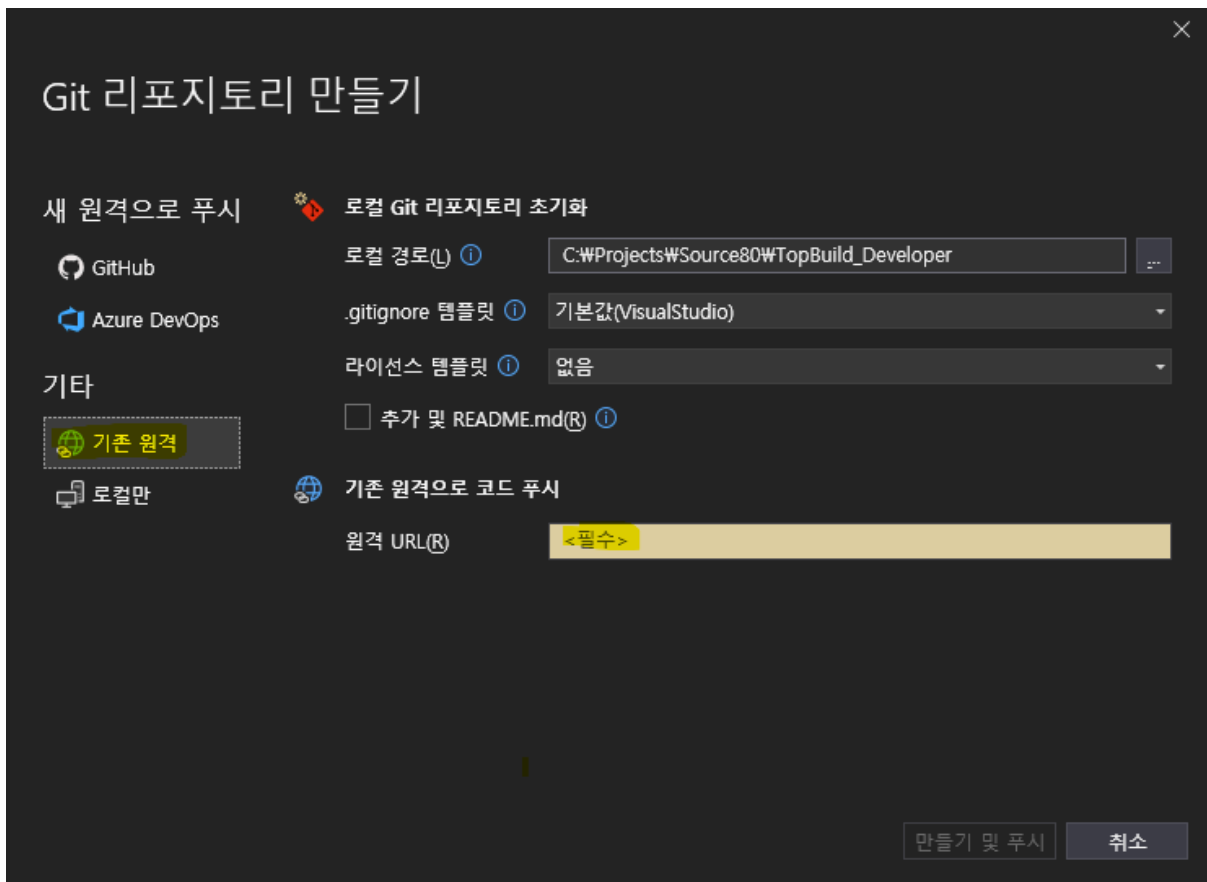 Git 리포지토리 만들기
새 원격으로 푸시
GitHub
Azure DevOps
기타
기존 원격
로컬만
로컬 Git 리포지토리 초기화
로컬 경로(L) C:₩Projects₩Source80₩TopBuild_Developer ...
.gitignore 템플릿 기본값(VisualStudio)
라이선스 템플릿 없음
추가 및 README.md(R)
기존 원격으로 코드 푸시
원격 URL(R) <필수>
만들기 및 푸시 취소